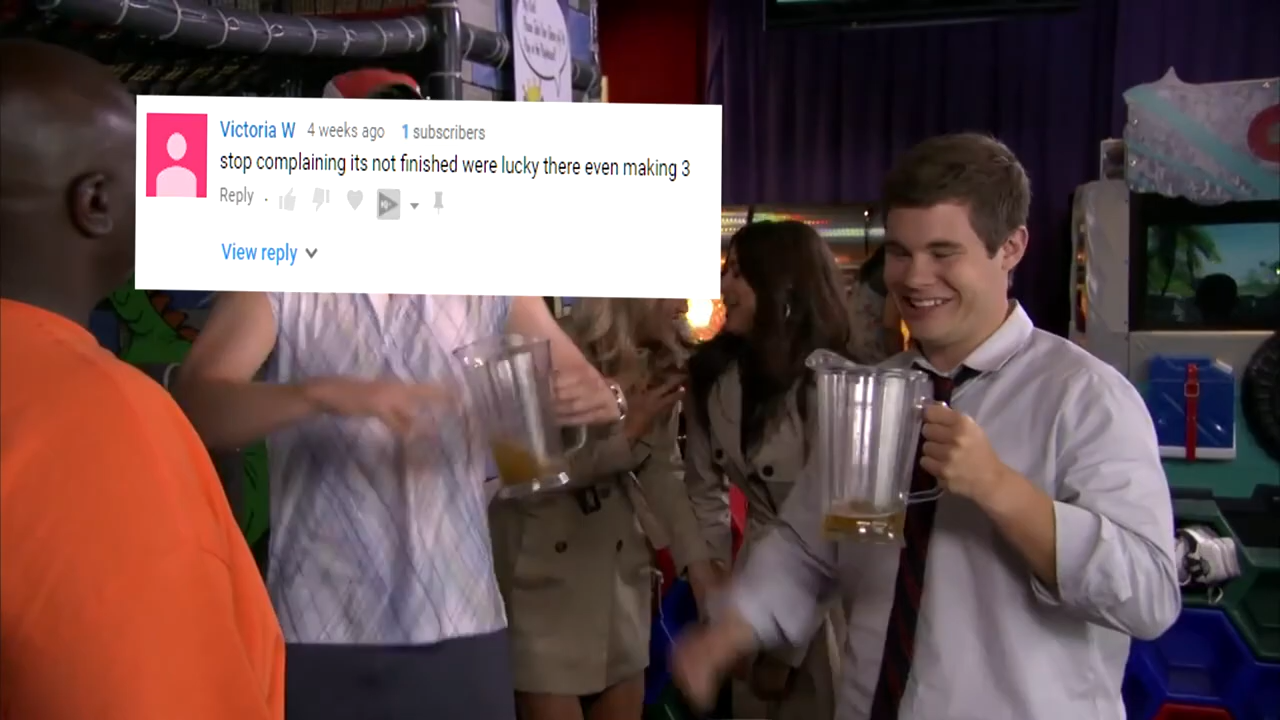 Victoria W 4 weeks ago 1 subscribers
stop complaining its not finished were lucky there even making 3
Reply .
View reply